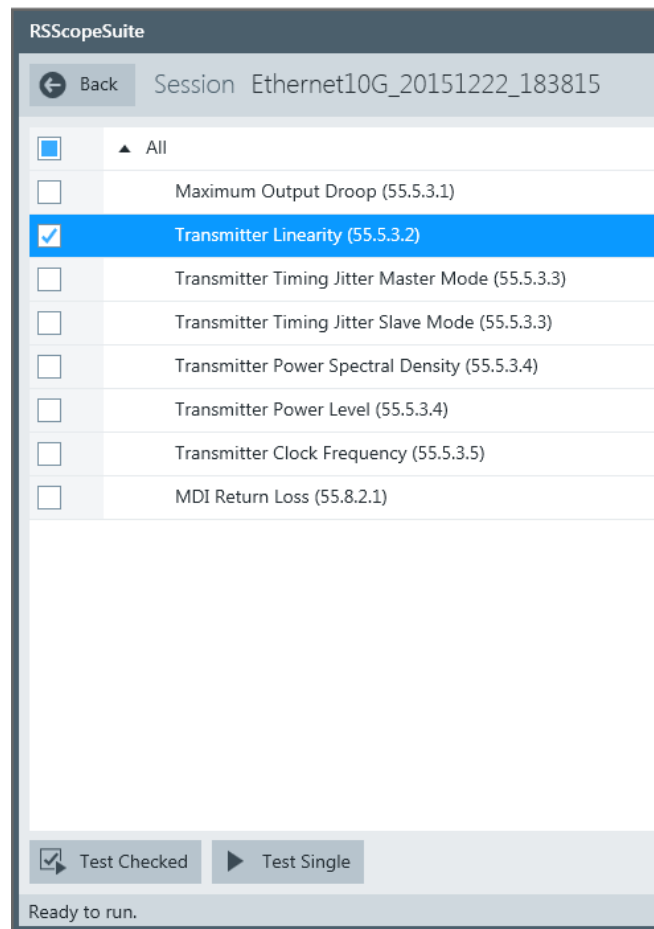 RSScopeSuite
Back Session Ethernet10G_20151222_183815
All
Maximum Output Droop (55.5.3.1)
Transmitter Linearity (55.5.3.2)
Transmitter Timing Jitter Master Mode (55.5.3.3)
Transmitter Timing Jitter Slave Mode (55.5.3.3)
Transmitter Power Spectral Density (55.5.3.4)
Transmitter Power Level (55.5.3.4)
Transmitter Clock Frequency (55.5.3.5)
MDI Return Loss (55.8.2.1)
Test Checked Test Single
Ready to run.